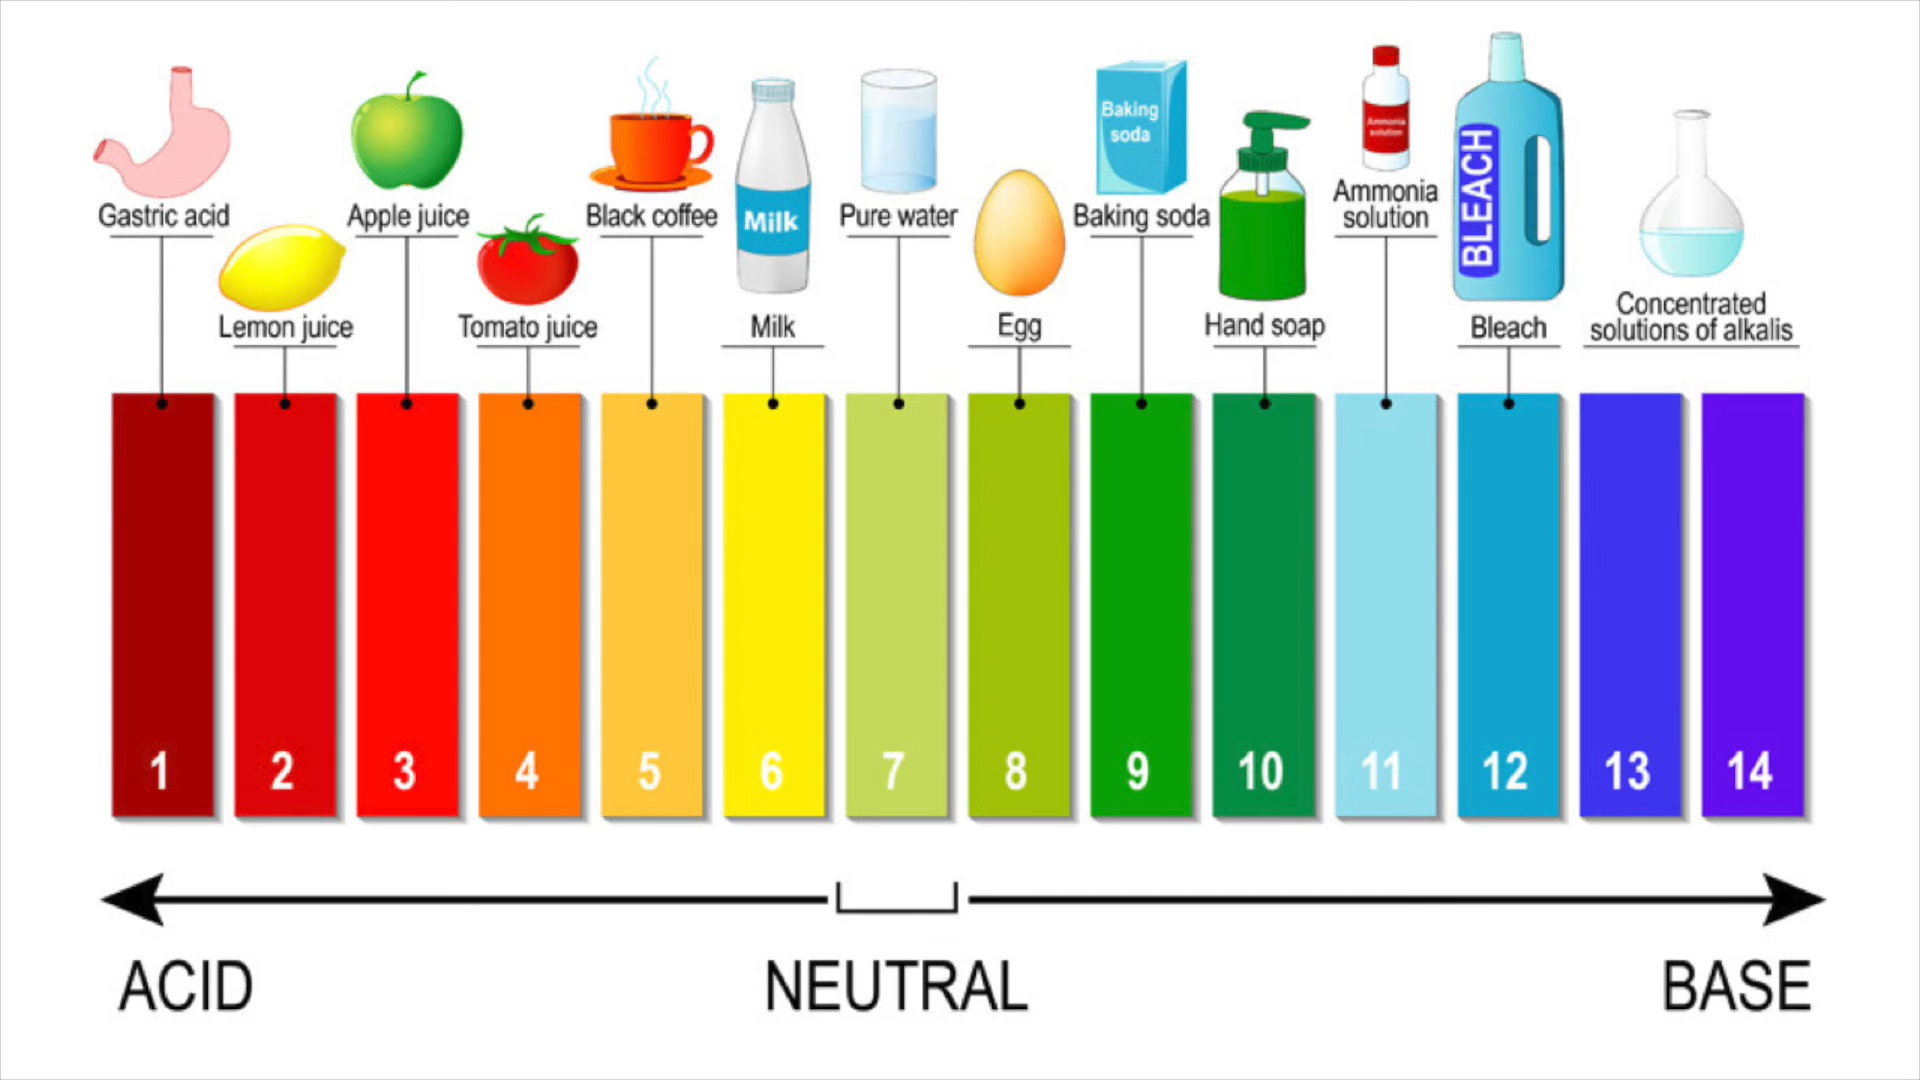 Gastric acid
Lemon juice
Apple juice
Tomato juice
Black coffee
Milk
Milk
Pure water
Egg
Baking
soda
Baking soda
Hand soap
Ammonia
solution
Ammonia
solution
BLEACH
Bleach
Concentrated
solutions of alkalis
1 2 3 4 5 6 7 8 9 10 11 12 13 14
ACID NEUTRAL BASE